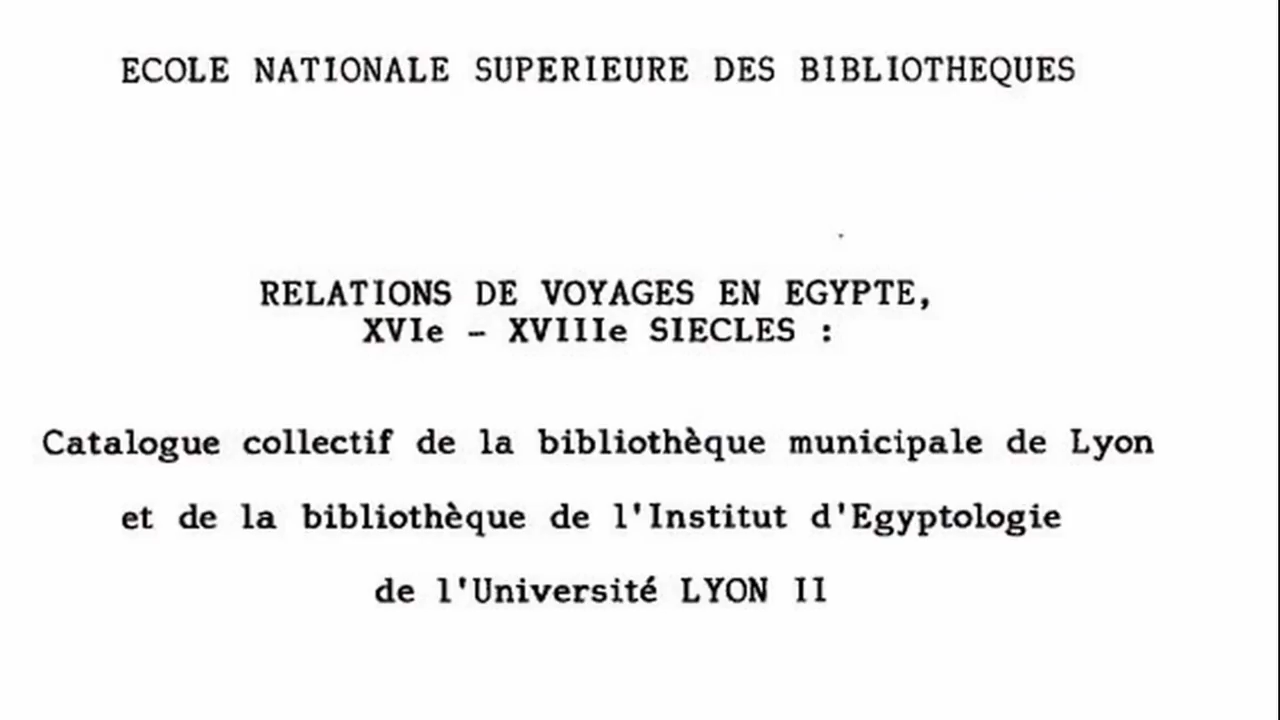 ECOLE NATIONALE SUPERIEURE DES BIBLIOTHEQUES
RELATIONS DE VOYAGES EN EGYPTE,
XVIe - XVIIIe SIECLES :
Catalogue collectif de la bibliothèque municipale de Lyon
et de la bibliothèque de l'Institut d'Egyptologie
de l'Université LYON II